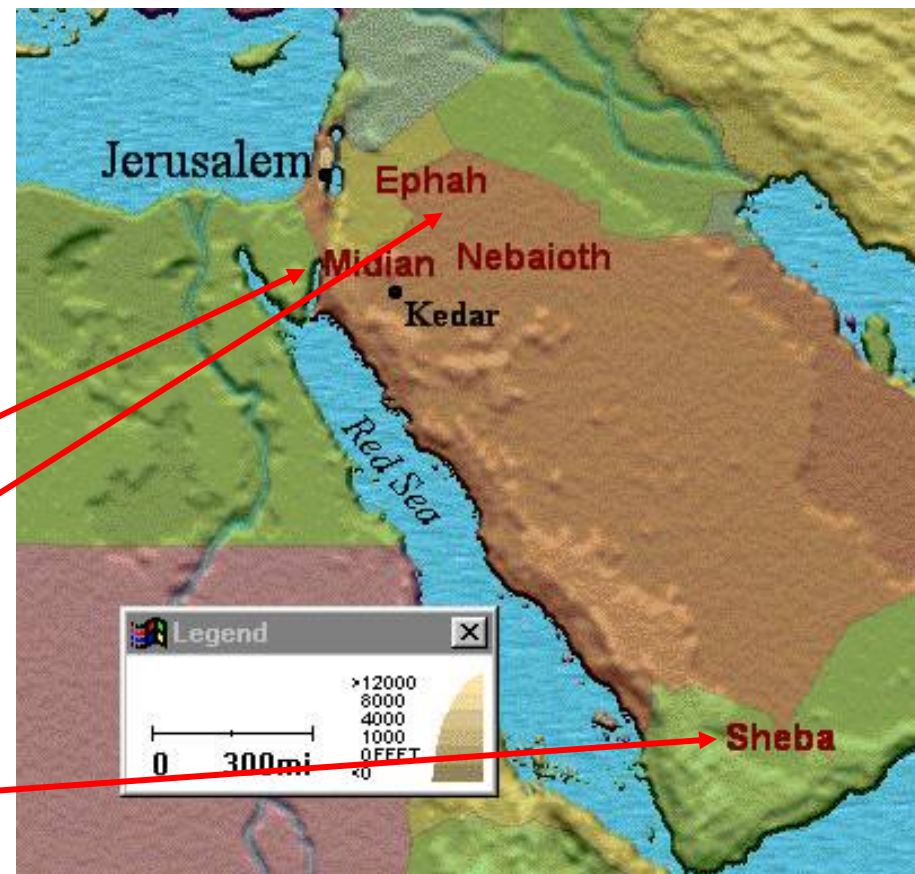 Jerusalem
Ephah
Midian Nebaioth
Kedar
Red Sea
Legend
>12000
8000
4000
1000
0FEET
<0
0 300mi
Sheba